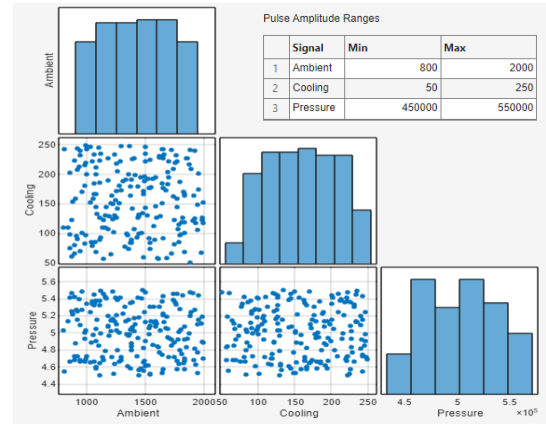 Pulse Amplitude Ranges
Signal Min Max
1 Ambient 800 2000
2 Cooling 50 250
3 Pressure 450000 550000
Ambient
250
200
150
100
50
Cooling
5.6
5.4
5.2
5
4.8
4.6
4.4
Pressure
1000 1500 2000 50 100 150 200 250 4.5 5 5.5
×10⁵
Ambient Cooling Pressure